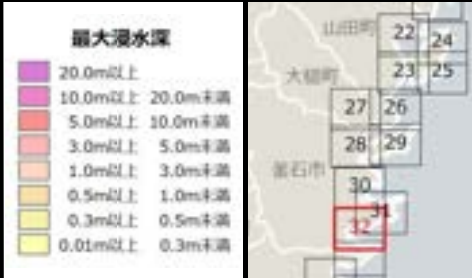 最大浸水深
20.0m以上
10.0m以上 20.0m未満
5.0m以上 10.0m未満
3.0m以上 5.0m未満
1.0m以上 3.0m未満
0.5m以上 1.0m未満
0.3m以上 0.5m未満
0.01m以上 0.3m未満
山田町
22
24
大槌町
23
25
27
26
28
29
釜石市
30
31
32